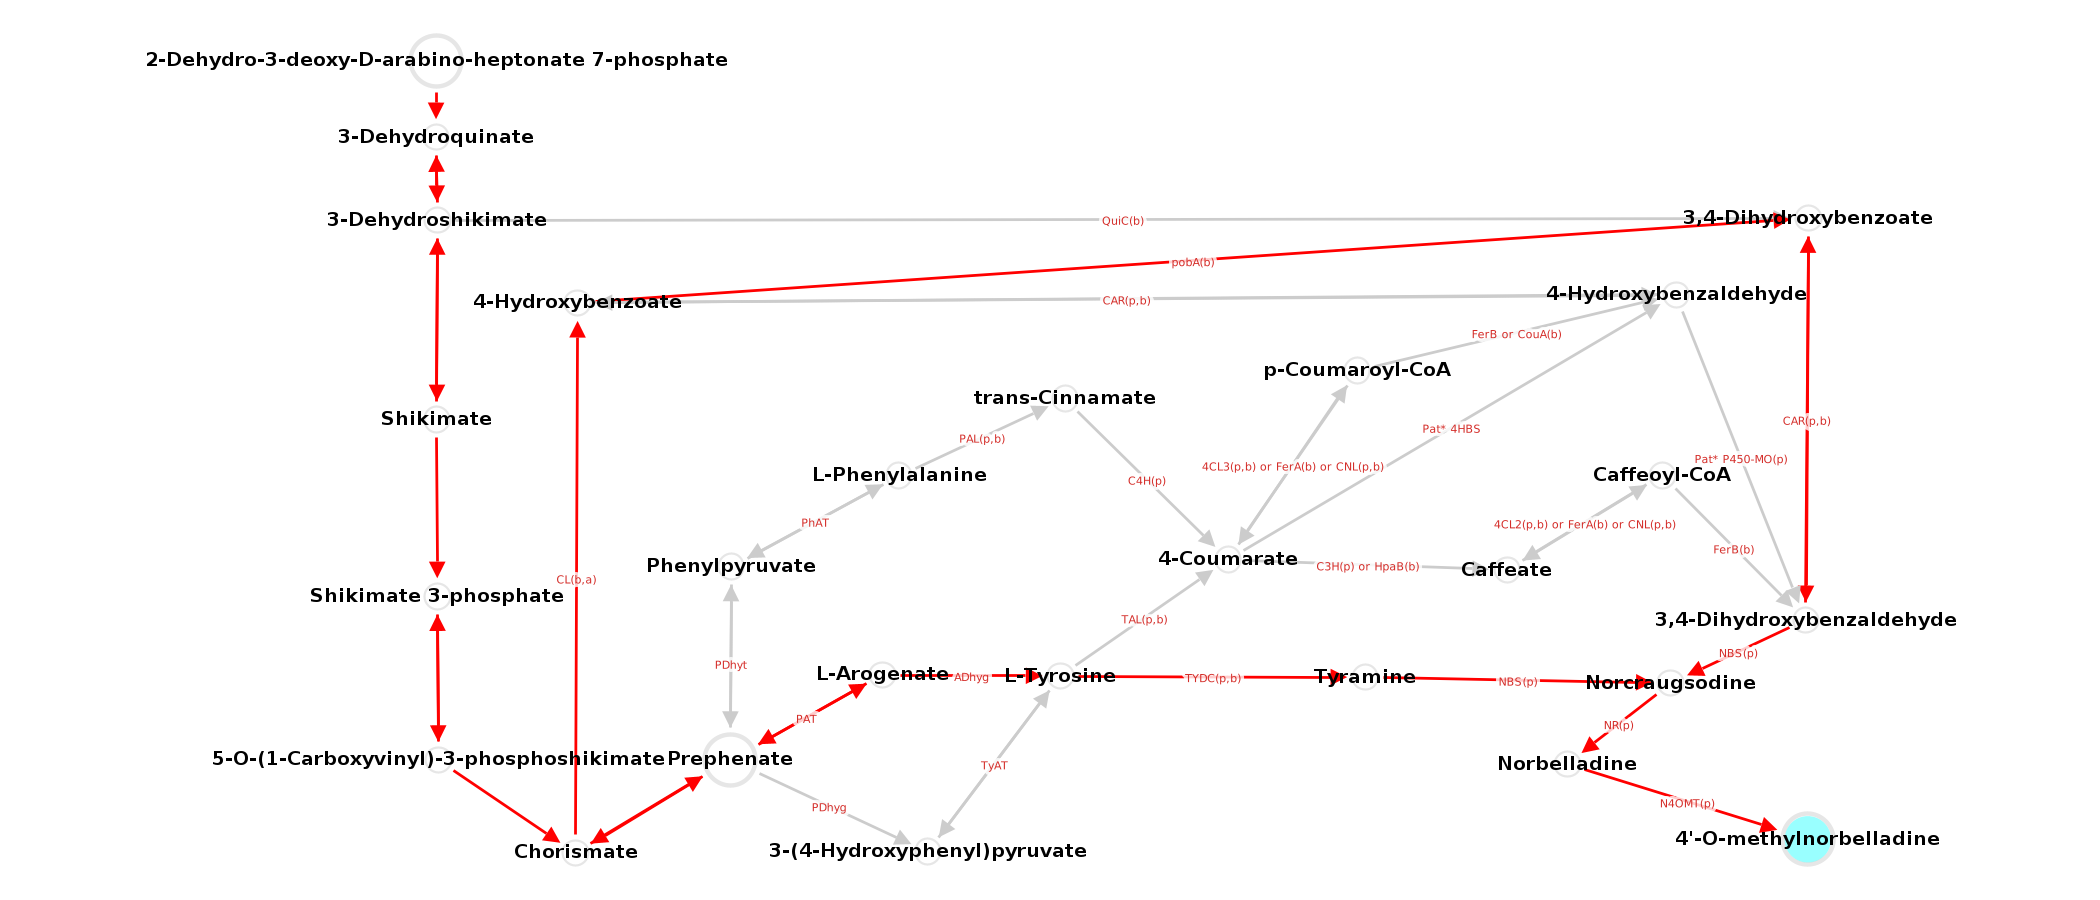 2-Dehydro-3-deoxy-D-arabino-heptonate 7-phosphate
3-Dehydroquinate
3-Dehydroshikimate
QuiC(b)
3,4-Dihydroxybenzoate
pobA(b)
4-Hydroxybenzoate
CAR(p,b)
4-Hydroxybenzaldehyde
FerB or CouA(b)
p-Coumaroyl-CoA
trans-Cinnamate
Shikimate
CAR(p,b)
Pat* 4HBS
PAL(p,b)
Pat* P450-MO(p)
4CL3(p,b) or FerA(b) or CNL(p,b)
L-Phenylalanine
C4H(p)
Caffeoyl-CoA
PhAT
4CL2(p,b) or FerA(b) or CNL(p,b)
FerB(b)
4-Coumarate
Phenylpyruvate
C3H(p) or HpaB(b)
Caffeate
CL(b,a)
Shikimate 3-phosphate
TAL(p,b)
3,4-Dihydroxybenzaldehyde
NBS(p)
PDhyt
L-Arogenate
ADhyg
L-Tyrosine
TYDC(p,b)
Tyramine
NBS(p)
Norcraugsodine
PAT
NR(p)
5-O-(1-Carboxyvinyl)-3-phosphoshikimate
Prephenate
TyAT
Norbelladine
PDhyg
N4OMT(p)
4'-O-methylnorbelladine
Chorismate
3-(4-Hydroxyphenyl)pyruvate